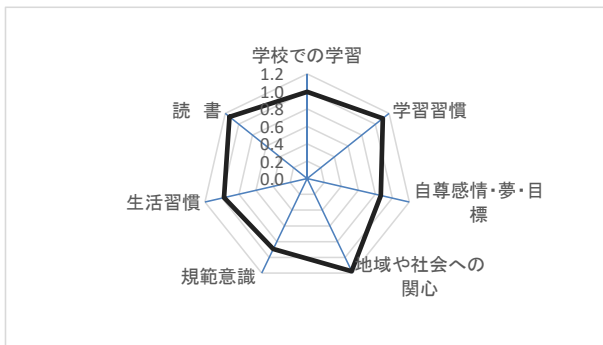 学校での学習
1.2
1.0
0.8
0.6
0.4
0.2
0.0
学習習慣
自尊感情・夢・目
標
地域や社会への
関心
規範意識
生活習慣
読 書